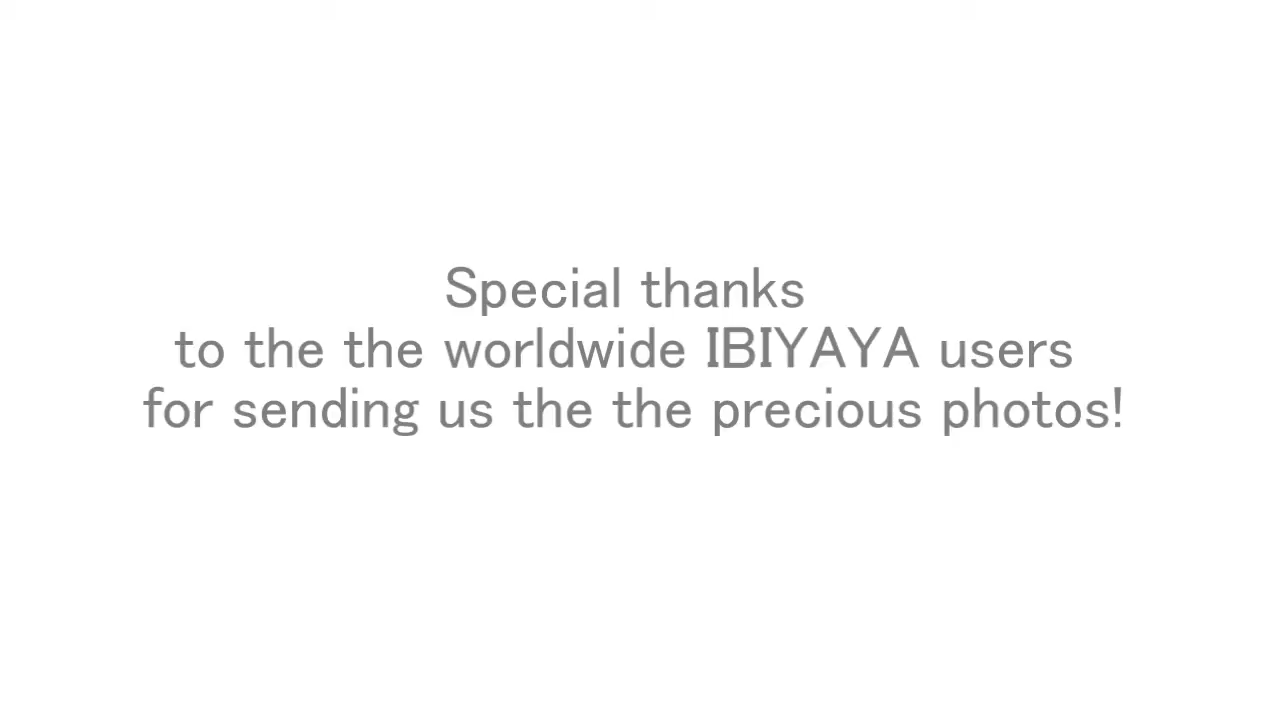 Special thanks
to the the worldwide IBIYAYA users
for sending us the the precious photos!